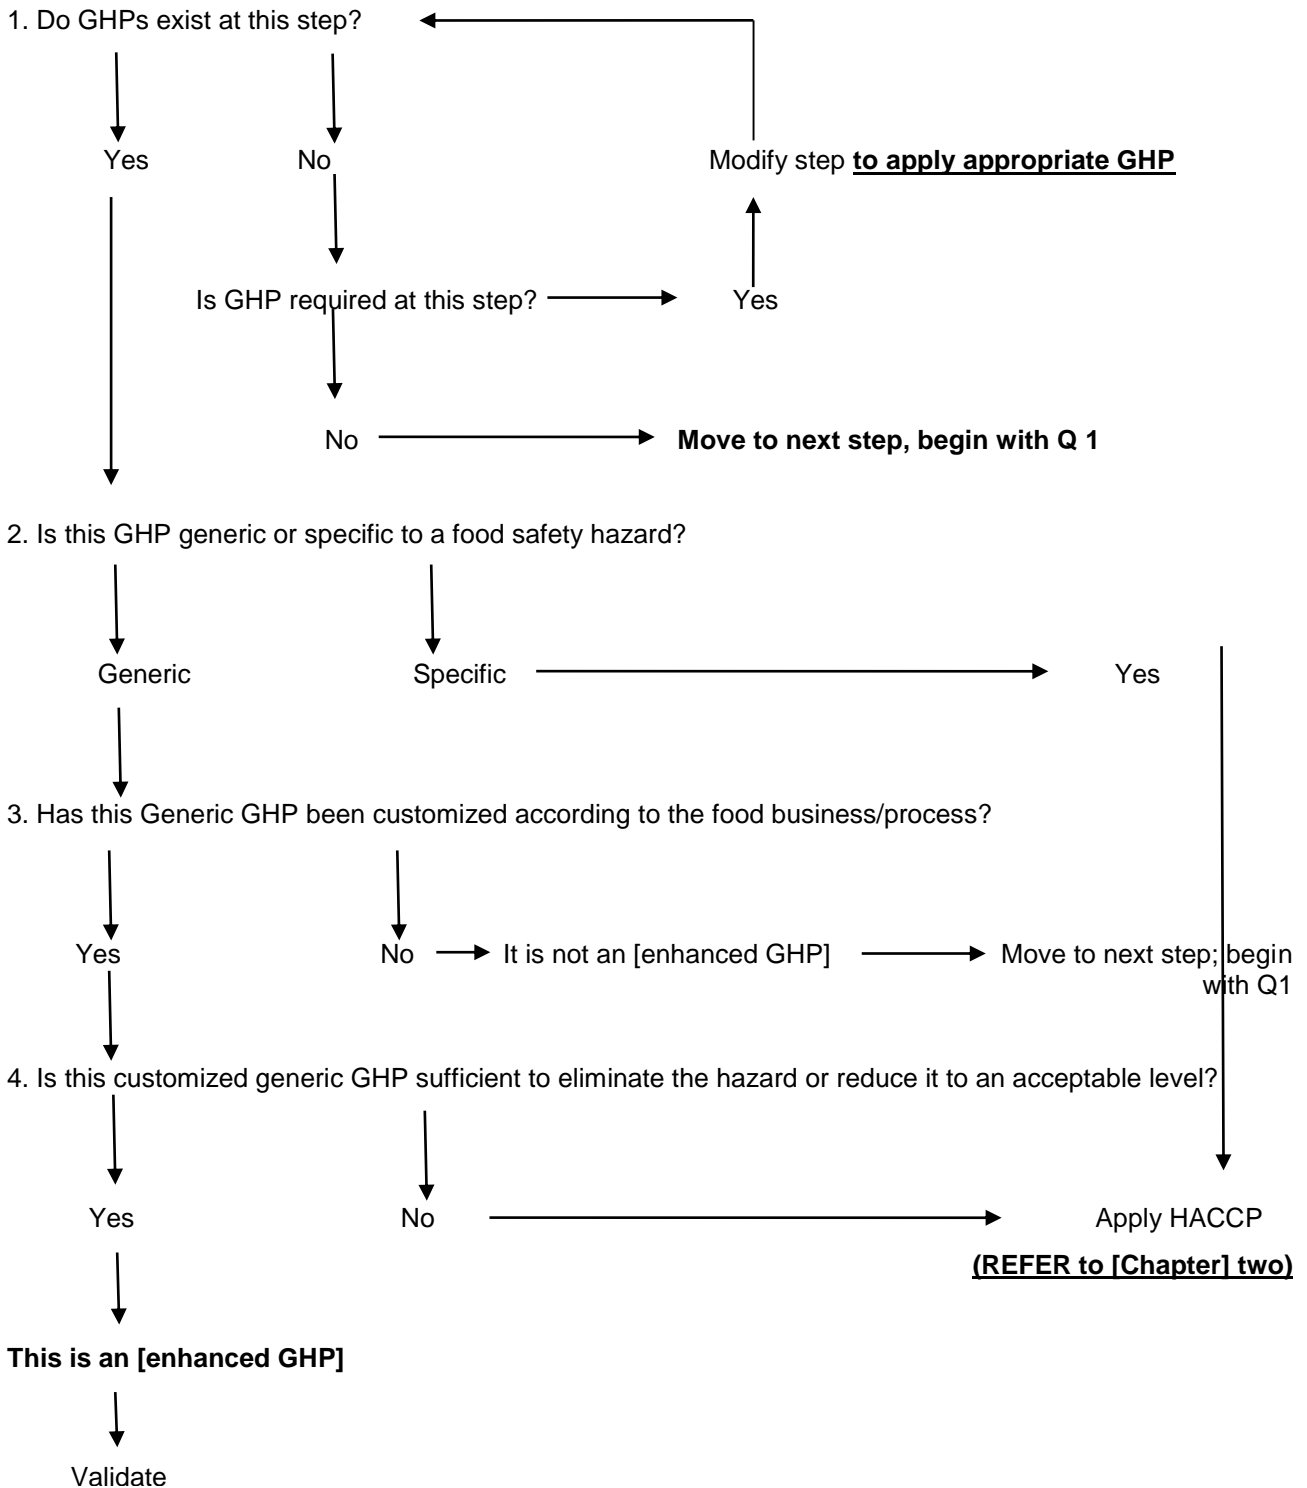 1. Do GHPs exist at this step?
Yes
No
Modify step to apply appropriate GHP
Is GHP required at this step?
Yes
No
Move to next step, begin with Q 1
2. Is this GHP generic or specific to a food safety hazard?
Generic
Specific
Yes
3. Has this Generic GHP been customized according to the food business/process?
Yes
No
It is not an [enhanced GHP]
Move to next step; begin
with Q1
4. Is this customized generic GHP sufficient to eliminate the hazard or reduce it to an acceptable level?
Yes
No
Apply HACCP
(REFER to [Chapter] two)
This is an [enhanced GHP]
Validate